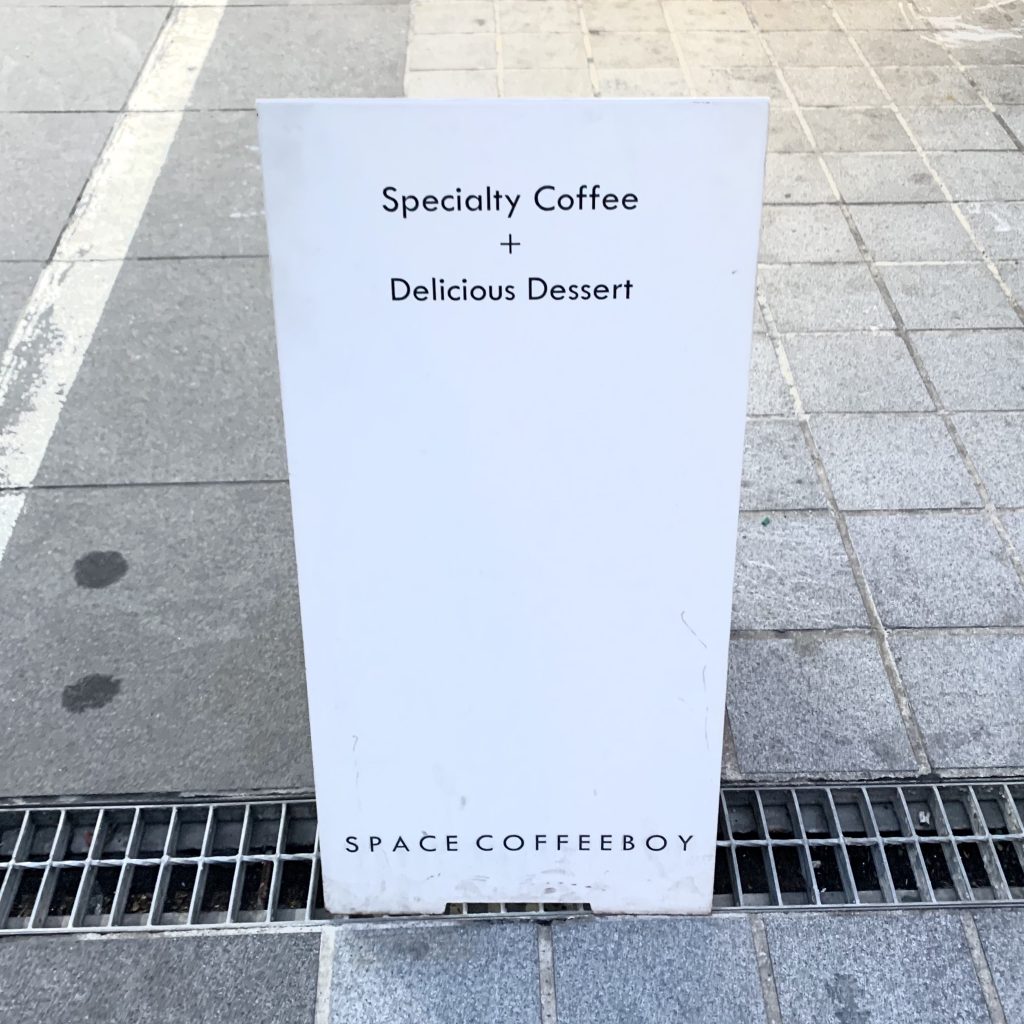 Specialty Coffee
+
Delicious Dessert
SPACE COFFEEBOY